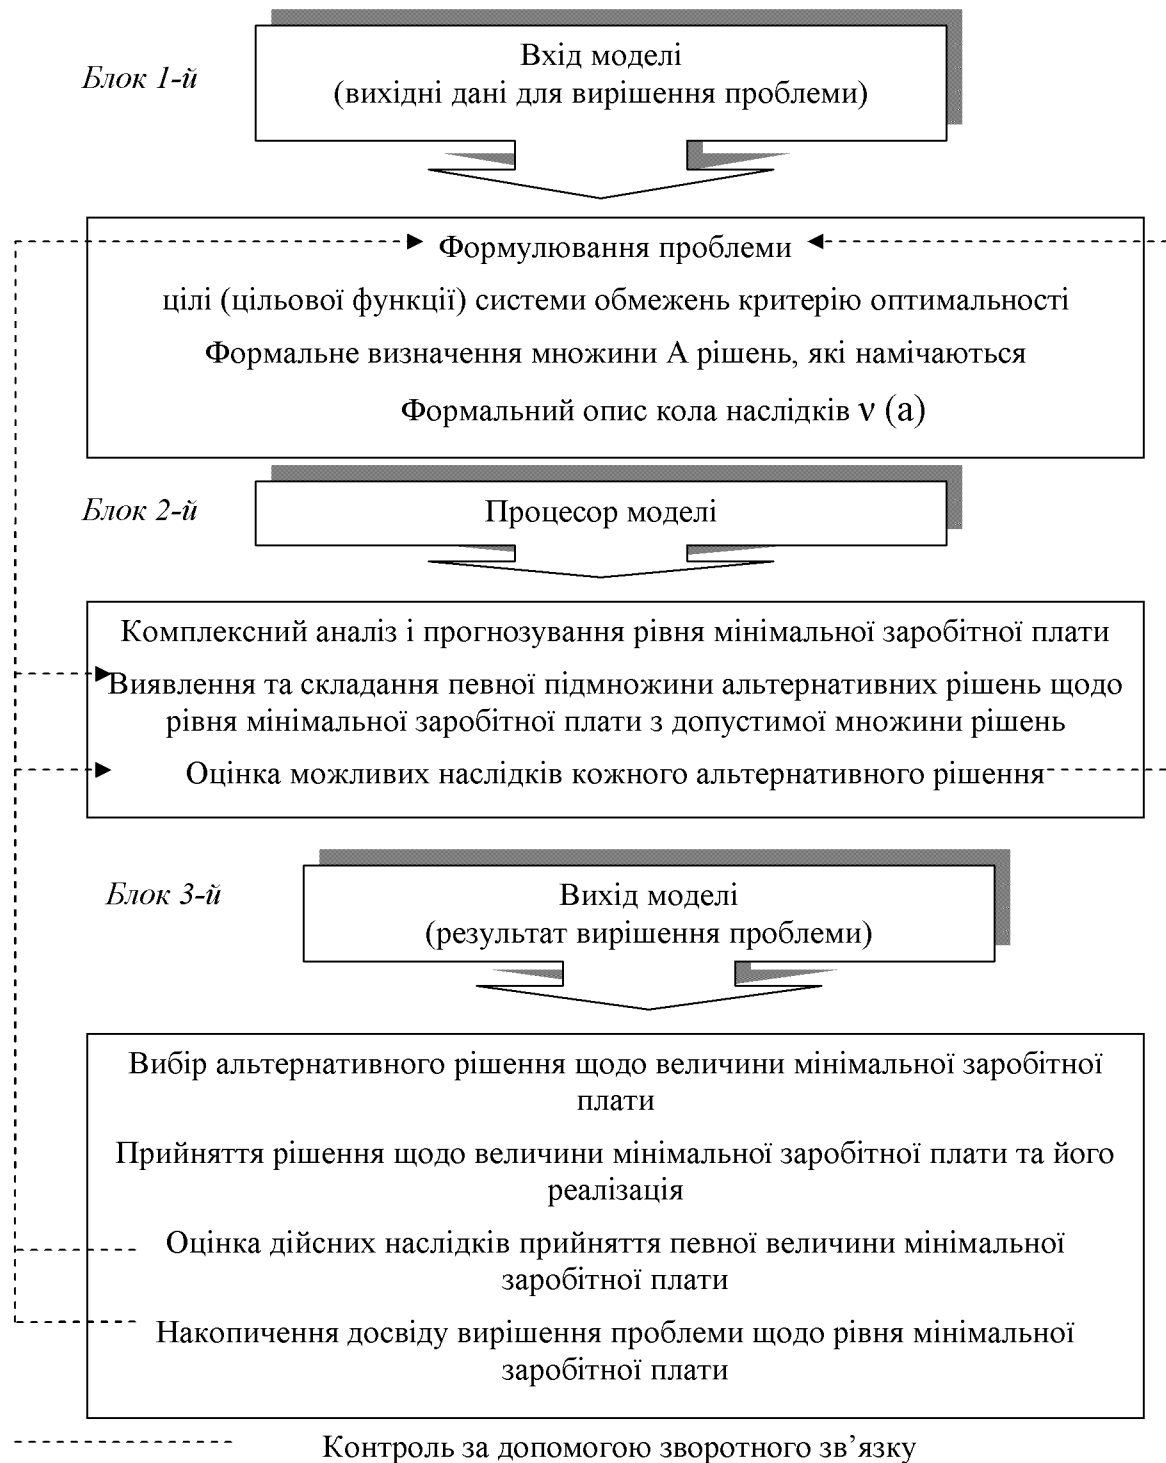 Блок 1-й
Вхід моделі
(вихідні дані для вирішення проблеми)
Формулювання проблеми
цілі (цільової функції) системи обмежень критерію оптимальності
Формальне визначення множини А рішень, які намічаються
Формальний опис кола наслідків ν (а)
Блок 2-й
Процесор моделі
Комплексний аналіз і прогнозування рівня мінімальної заробітної плати
Виявлення та складання певної підмножини альтернативних рішень щодо
рівня мінімальної заробітної плати з допустимої множини рішень
Оцінка можливих наслідків кожного альтернативного рішення
Блок 3-й
Вихід моделі
(результат вирішення проблеми)
Вибір альтернативного рішення щодо величини мінімальної заробітної
плати
Прийняття рішення щодо величини мінімальної заробітної плати та його
реалізація
Оцінка дійсних наслідків прийняття певної величини мінімальної
заробітної плати
Накопичення досвіду вирішення проблеми щодо рівня мінімальної
заробітної плати
Контроль за допомогою зворотного зв’язку